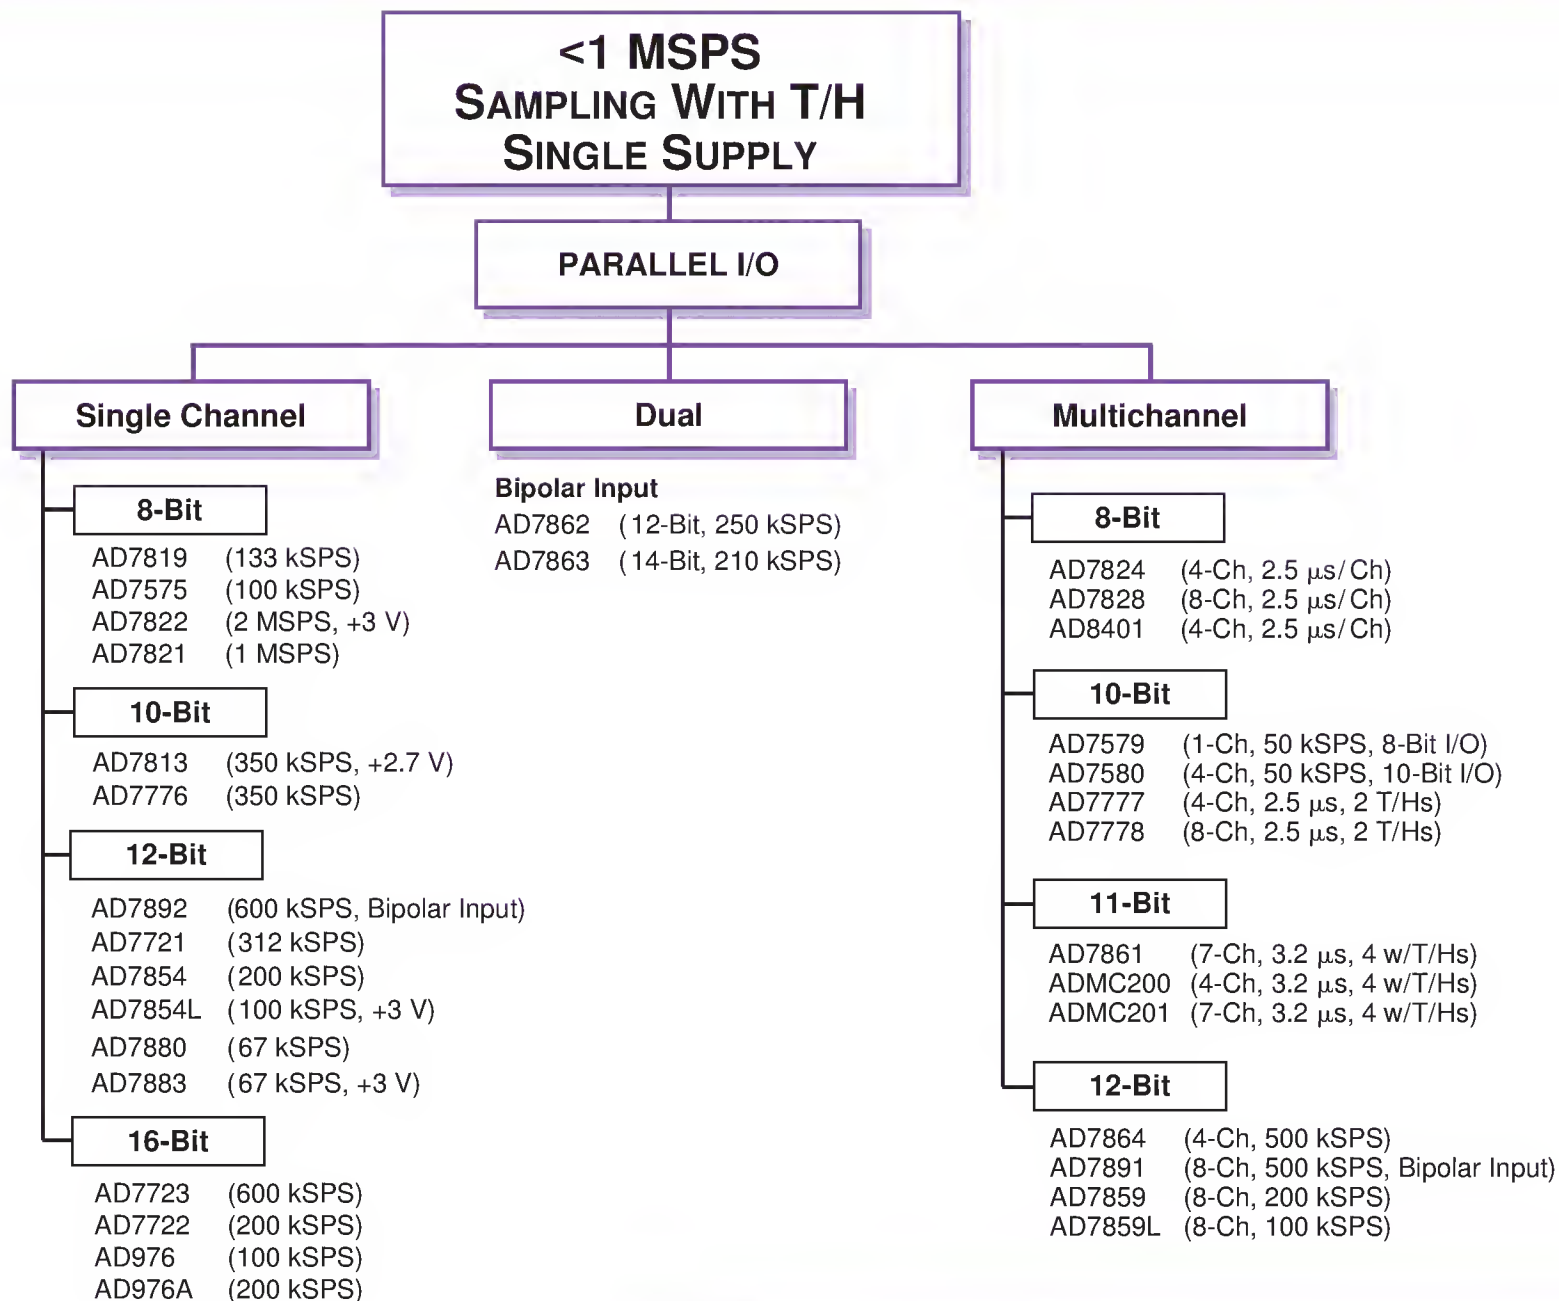 <1 MSPS
SAMPLING WITH T/H
SINGLE SUPPLY
PARALLEL I/O
Single Channel
8-Bit
AD7819 (133 kSPS)
AD7575 (100 kSPS)
AD7822 (2 MSPS, +3 V)
AD7821 (1 MSPS)
10-Bit
AD7813 (350 kSPS, +2.7 V)
AD7776 (350 kSPS)
12-Bit
AD7892 (600 kSPS, Bipolar Input)
AD7721 (312 kSPS)
AD7854 (200 kSPS)
AD7854L (100 kSPS, +3 V)
AD7880 (67 kSPS)
AD7883 (67 kSPS, +3 V)
16-Bit
AD7723 (600 kSPS)
AD7722 (200 kSPS)
AD976 (100 kSPS)
AD976A (200 kSPS)
Dual
Bipolar Input
AD7862 (12-Bit, 250 kSPS)
AD7863 (14-Bit, 210 kSPS)
Multichannel
8-Bit
AD7824 (4-Ch, 2.5 μs/Ch)
AD7828 (8-Ch, 2.5 μs/Ch)
AD8401 (4-Ch, 2.5 μs/Ch)
10-Bit
AD7579 (1-Ch, 50 kSPS, 8-Bit I/O)
AD7580 (4-Ch, 50 kSPS, 10-Bit I/O)
AD7777 (4-Ch, 2.5 μs, 2 T/Hs)
AD7778 (8-Ch, 2.5 μs, 2 T/Hs)
11-Bit
AD7861 (7-Ch, 3.2 μs, 4 w/T/Hs)
ADMC200 (4-Ch, 3.2 μs, 4 w/T/Hs)
ADMC201 (7-Ch, 3.2 μs, 4 w/T/Hs)
12-Bit
AD7864 (4-Ch, 500 kSPS)
AD7891 (8-Ch, 500 kSPS, Bipolar Input)
AD7859 (8-Ch, 200 kSPS)
AD7859L (8-Ch, 100 kSPS)